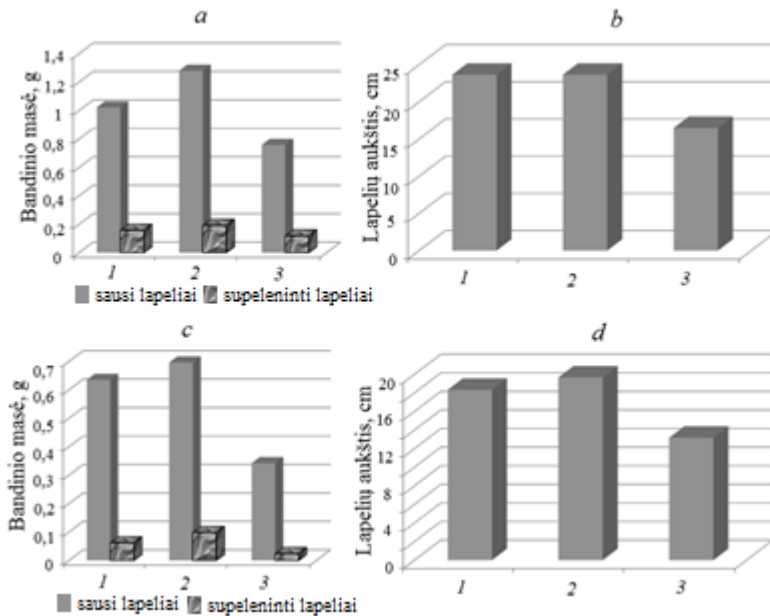 a
Bandinio masė, g
1,4
1,2
1
0,8
0,6
0,4
0,2
0
1 2 3
sausi lapeliai supeleninti lapeliai
b
Lapelių aukštis, cm
25
20
15
10
5
0
1 2 3
c
Bandinio masė, g
0,7
0,6
0,5
0,4
0,3
0,2
0,1
0
1 2 3
sausi lapeliai supeleninti lapeliai
d
Lapelių aukštis, cm
20
16
12
8
4
0
1 2 3